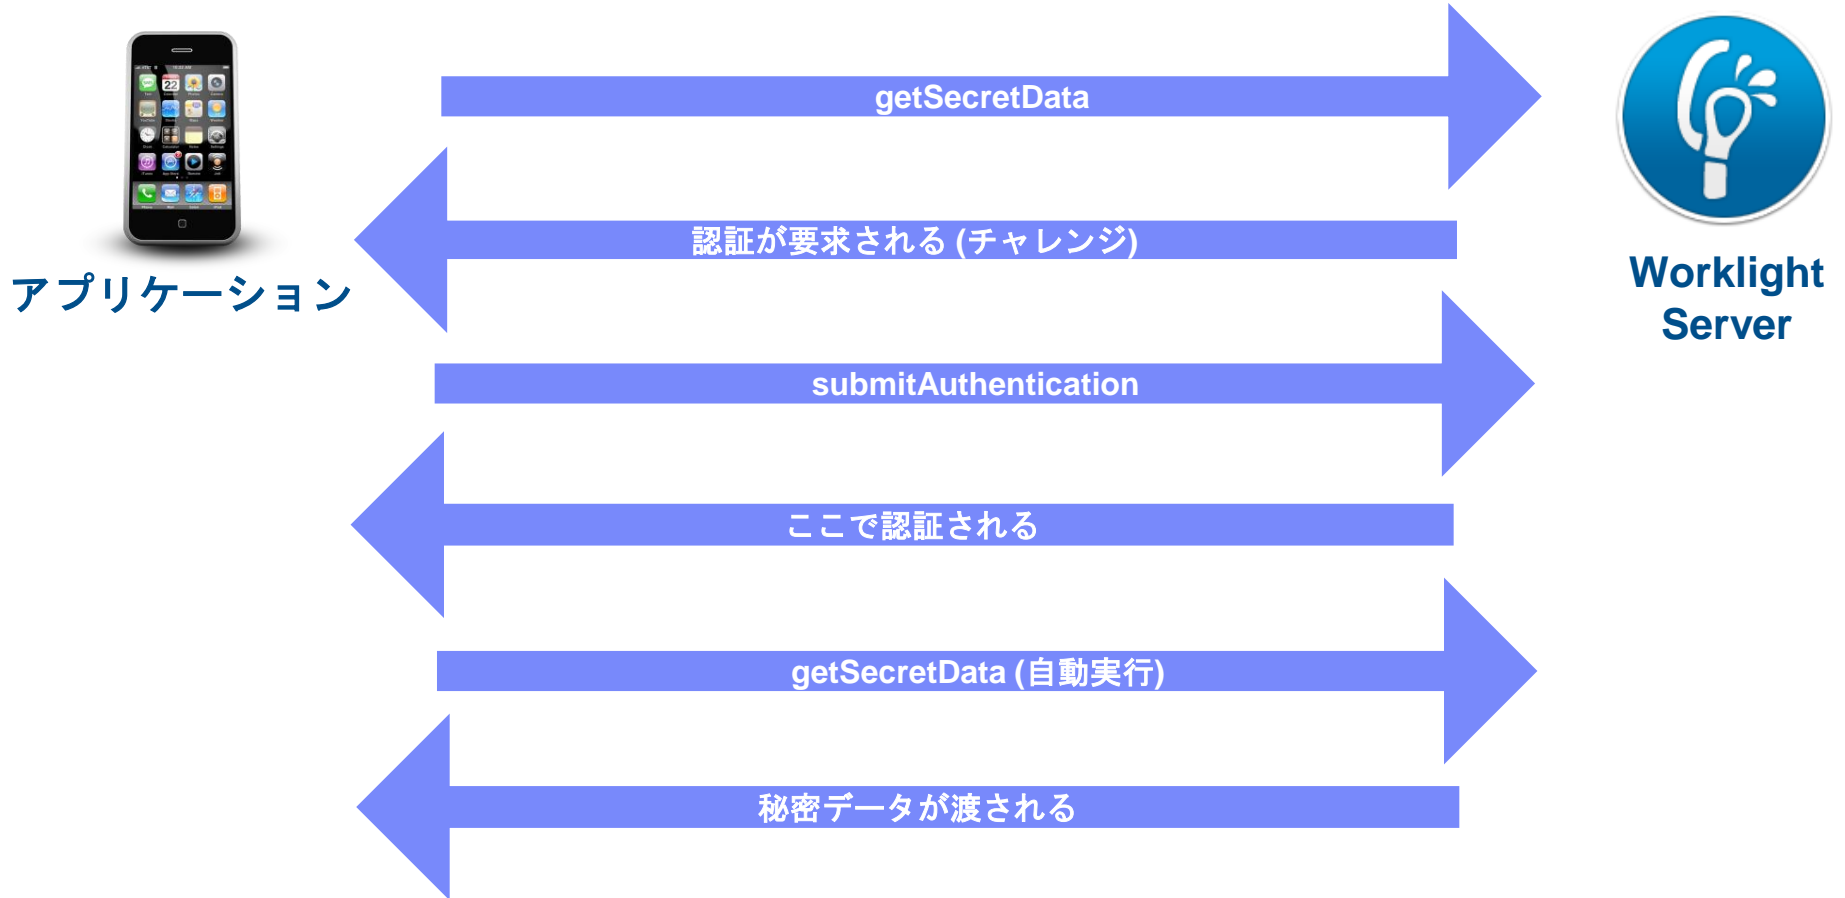 getSecretData
認証が要求される (チャレンジ)
アプリケーション
Worklight
Server
submitAuthentication
ここで認証される
getSecretData (自動実行)
秘密データが渡される